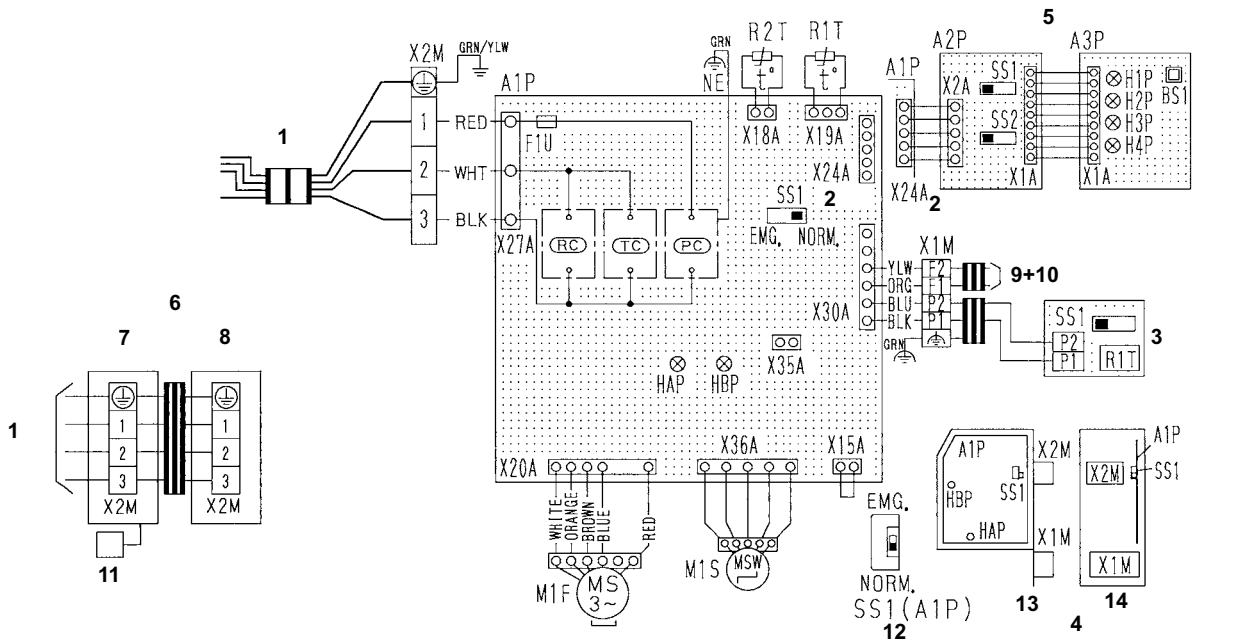 5
R2T R1T
A2P A3P
X2M GRN/YLW
GRN
A1P
NE
t° t°
A1P
SS1
X2A
H1P
BS1
H2P
H3P
H4P
SS2
1
1 RED
F1U
X18A X19A
X24A
X1A X1A
X24A 2
2 WHT
SS1 2
EMG. NORM.
3 BLK
X27A
RC TC PC
X1M
YLW F2
ORG F1
BLU P2
BLK P1
X30A
GRN
9+10
SS1
3
P2
P1
R1T
6
7 8
X35A
HAP HBP
1
1 1
2 2
3 3
X2M X2M
11
X20A X36A X15A
WHITE
ORANGE
BROWN
BLUE
RED
M1F
MS
3~
M1S
MSW
EMG.
NORM.
SS1(A1P)
12
A1P
X2M
SS1
HBP
HAP
X1M
13
A1P
X2M
SS1
X1M
14
4